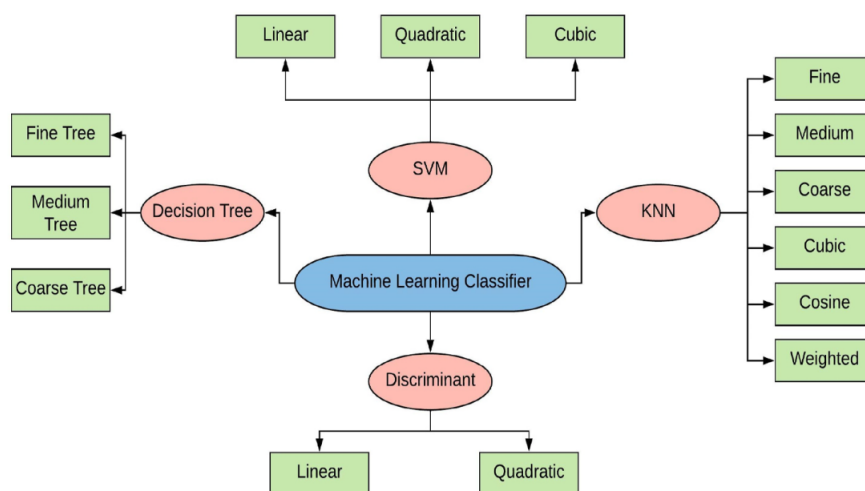 Linear
Quadratic
Cubic
Fine
Fine Tree
Medium
SVM
Medium
Tree
Decision Tree
KNN
Coarse
Cubic
Coarse Tree
Machine Learning Classifier
Cosine
Weighted
Discriminant
Linear
Quadratic